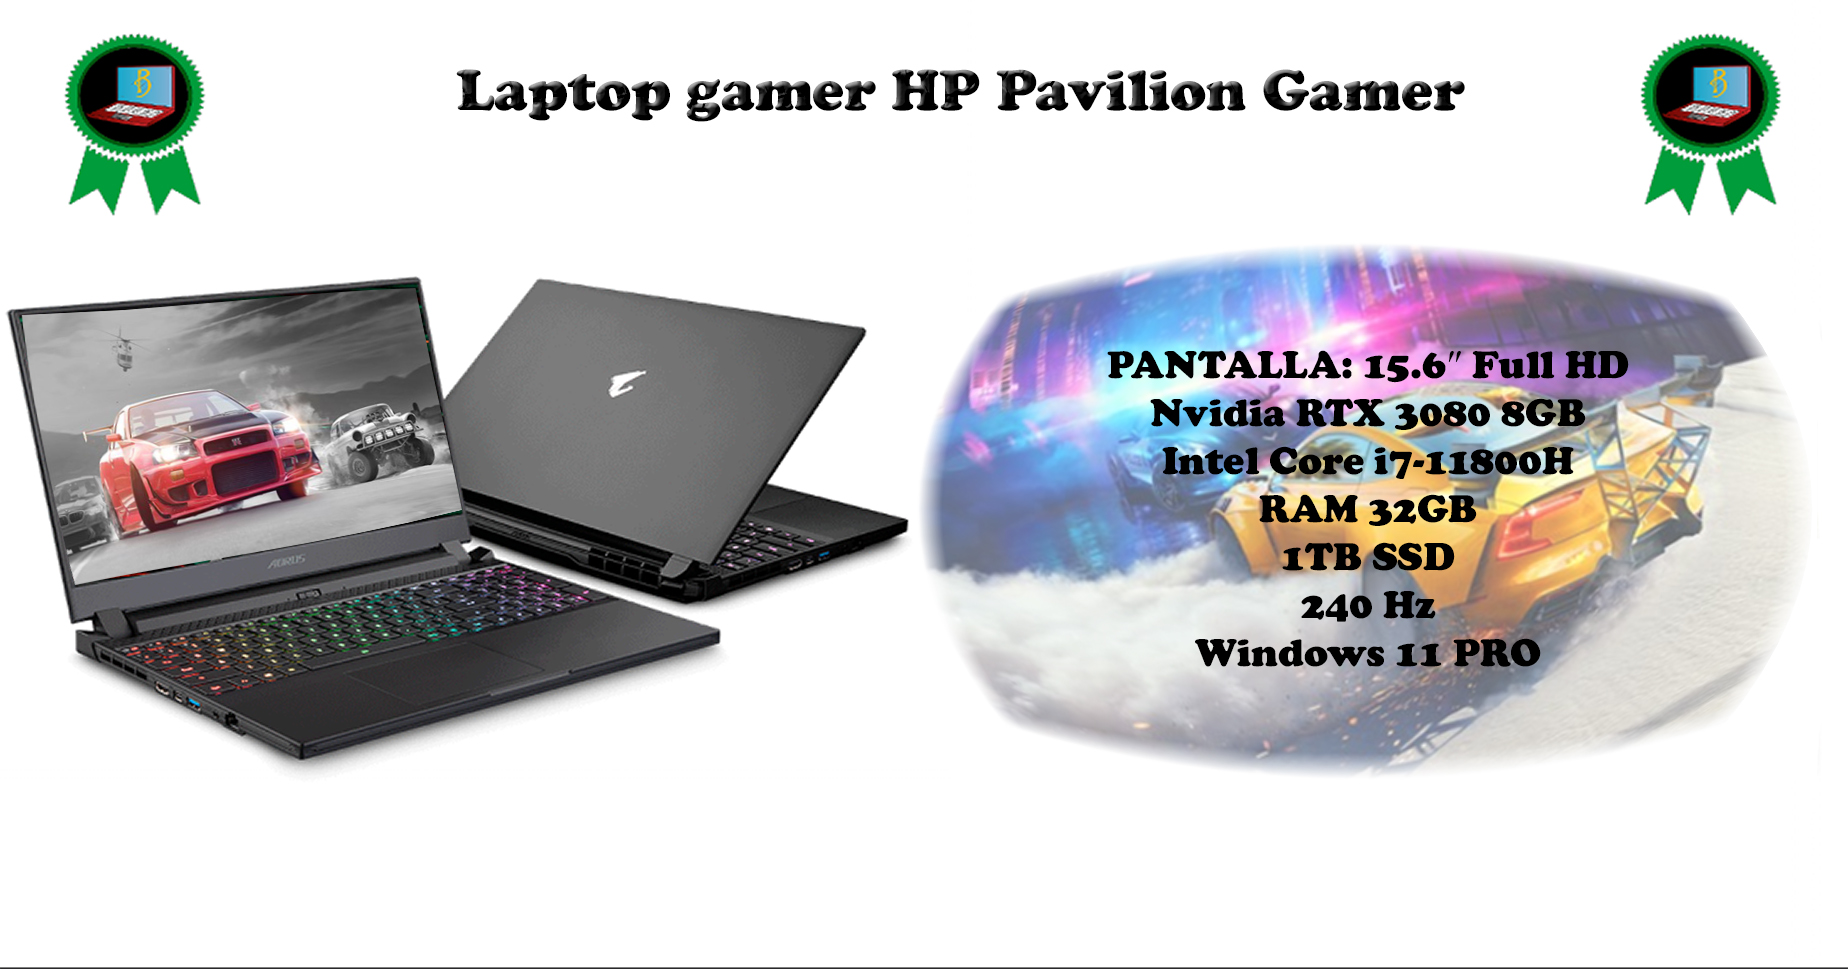 Laptop gamer HP Pavilion Gamer
B
B
AORUS
PANTALLA: 15.6" Full HD
Nvidia RTX 3080 8GB
Intel Core i7-11800H
RAM 32GB
1TB SSD
240 Hz
Windows 11 PRO